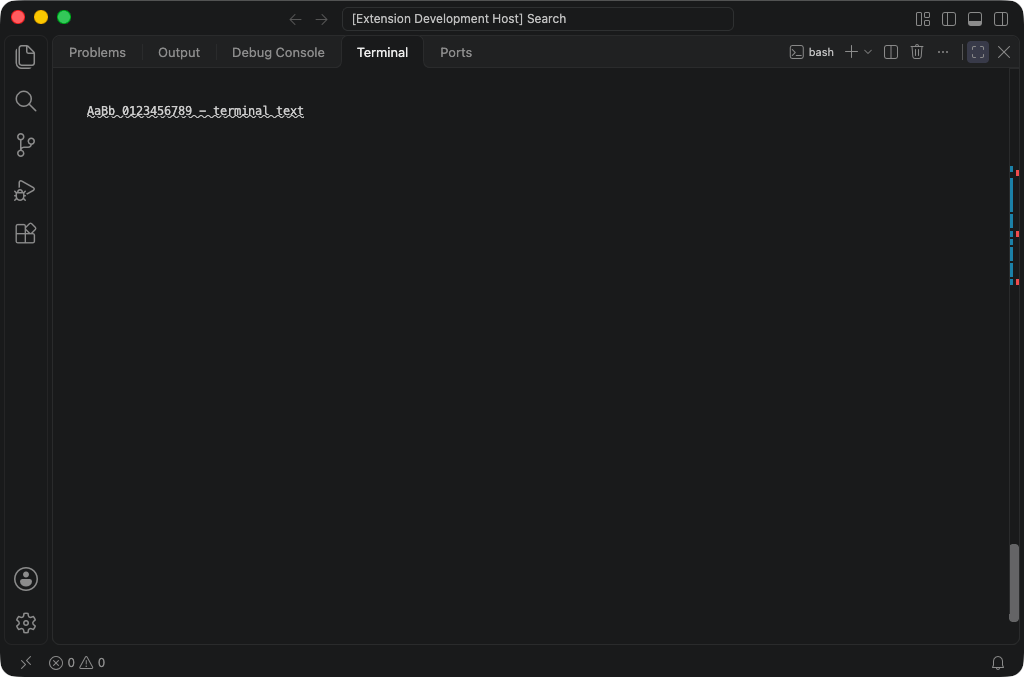 [Extension Development Host] Search
Problems Output Debug Console Terminal Ports bash
AaBb 0123456789 — terminal text
0 0